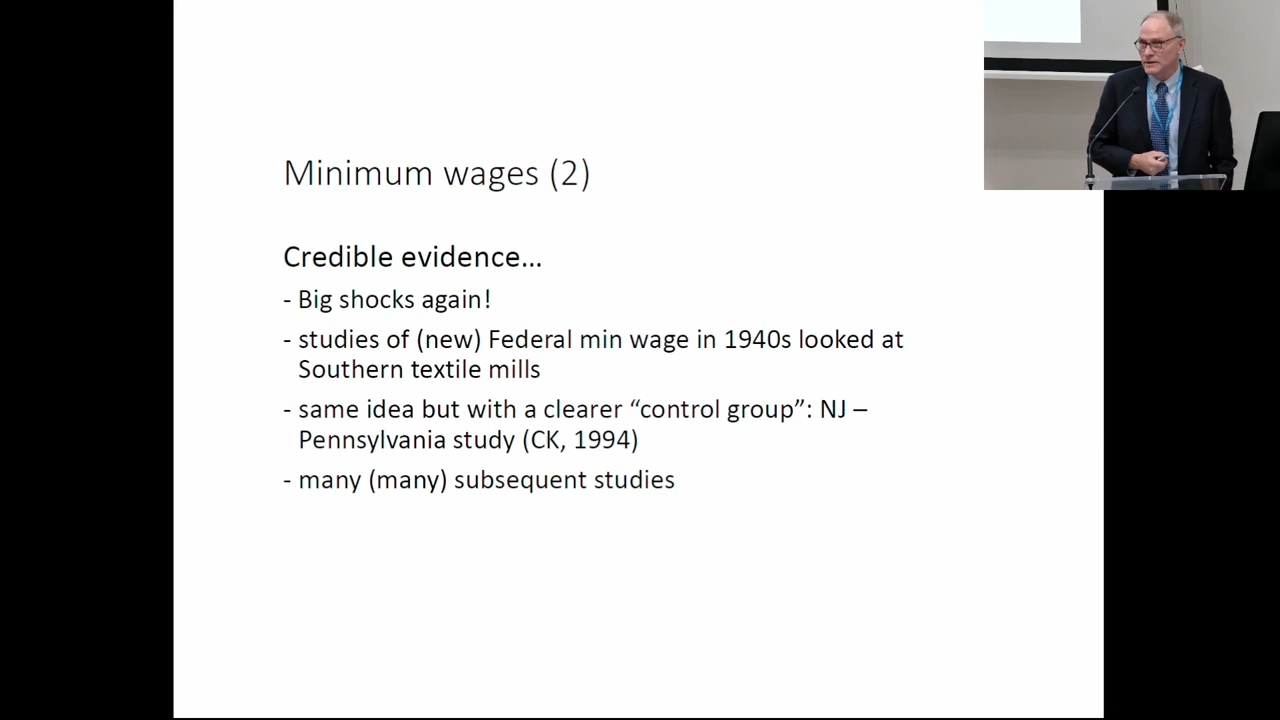 Minimum wages (2)
Credible evidence...
- Big shocks again!
- studies of (new) Federal min wage in 1940s looked at
Southern textile mills
- same idea but with a clearer “control group”: NJ –
Pennsylvania study (CK, 1994)
- many (many) subsequent studies